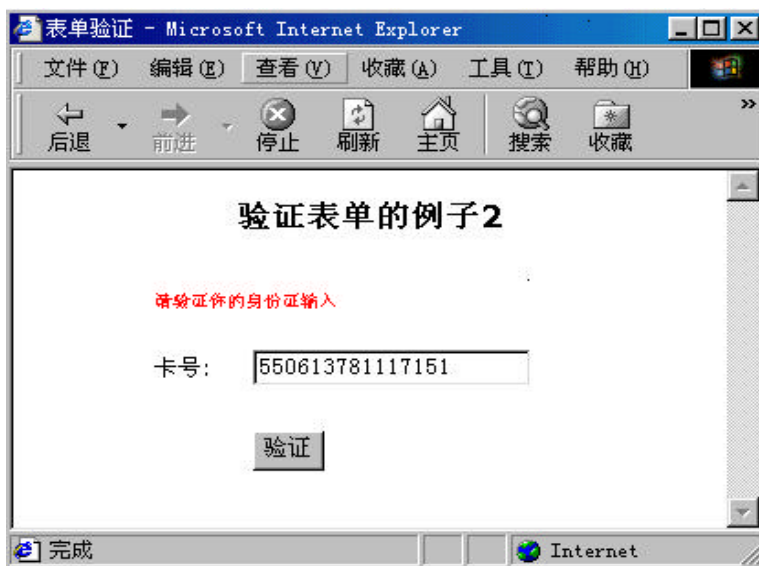 表单验证 - Microsoft Internet Explorer
文件(F) 编辑(E) 查看(V) 收藏(A) 工具(T) 帮助(H)
后退 前进 停止 刷新 主页 搜索 收藏 »
验证表单的例子2
请验证你的身份证输入
卡号:
550613781117151
验证
完成 Internet